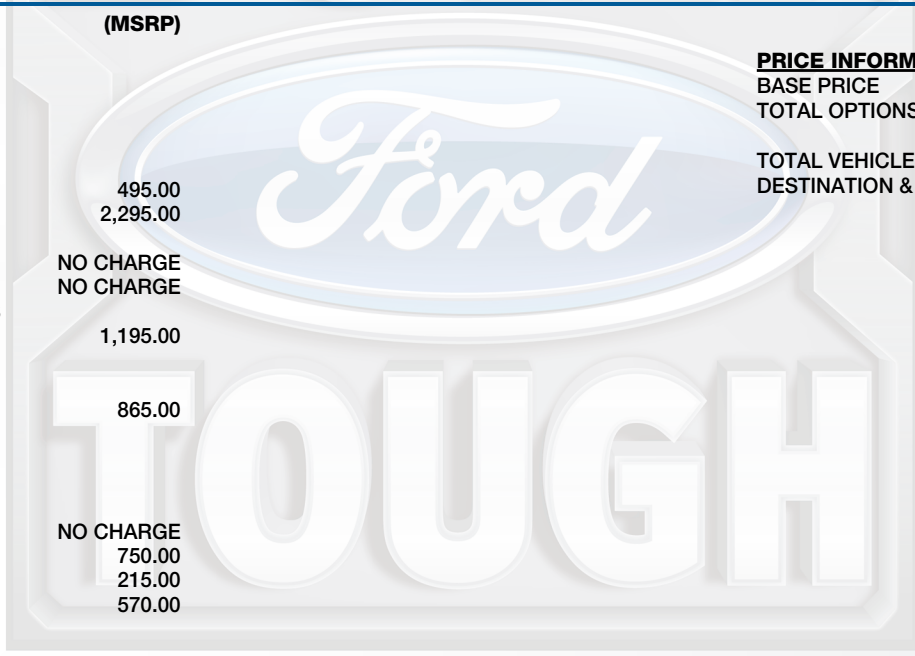 (MSRP)
495.00
2,295.00
NO CHARGE
NO CHARGE
1,195.00
865.00
NO CHARGE
750.00
215.00
570.00
PRICE INFORM
BASE PRICE
TOTAL OPTIONS
TOTAL VEHICLE
DESTINATION &
Ford
TOUGH